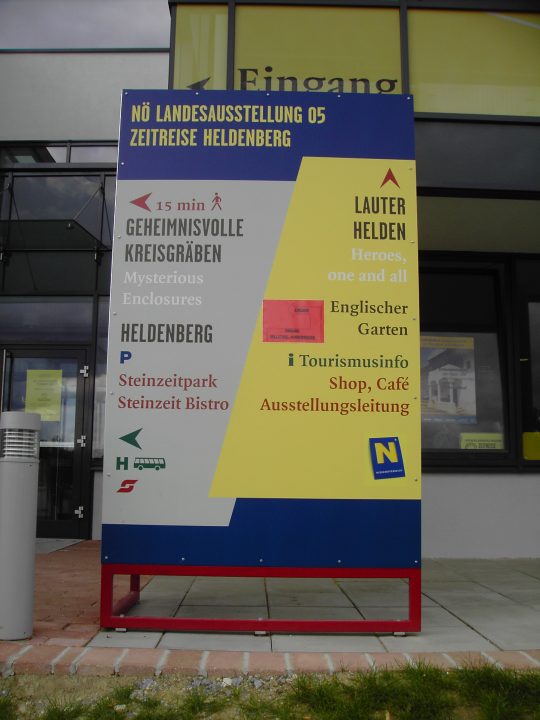 Eingang
NÖ LANDESAUSSTELLUNG 05
ZEITREISE HELDENBERG
15 min
GEHEIMNISVOLLE
KREISGRÄBEN
Mysterious
Enclosures
HELDENBERG
P
Steinzeitpark
Steinzeit Bistro
H
LAUTER
HELDEN
Heroes,
one and all
Englischer
Garten
i Tourismusinfo
Shop, Café
Ausstellungsleitung
N